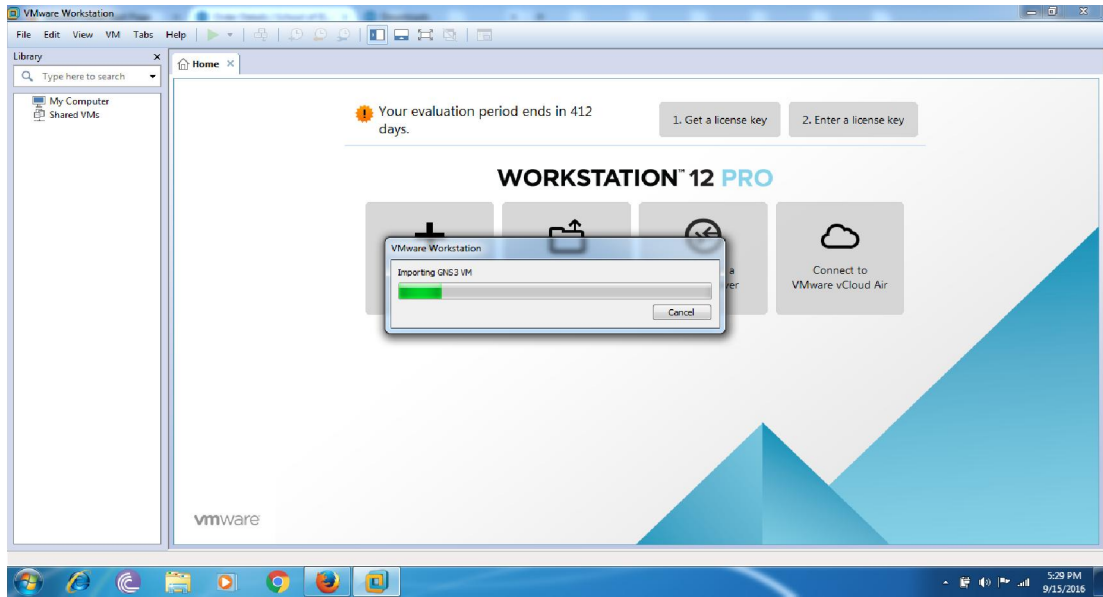 VMware Workstation
File Edit View VM Tabs Help
Library
Type here to search
My Computer
Shared VMs
Home
Your evaluation period ends in 412
days.
1. Get a license key
2. Enter a license key
WORKSTATION™ 12 PRO
VMware Workstation
Importing GNS3 VM
Cancel
a
Connect to
VMware vCloud Air
vmware
5:29 PM
9/15/2016